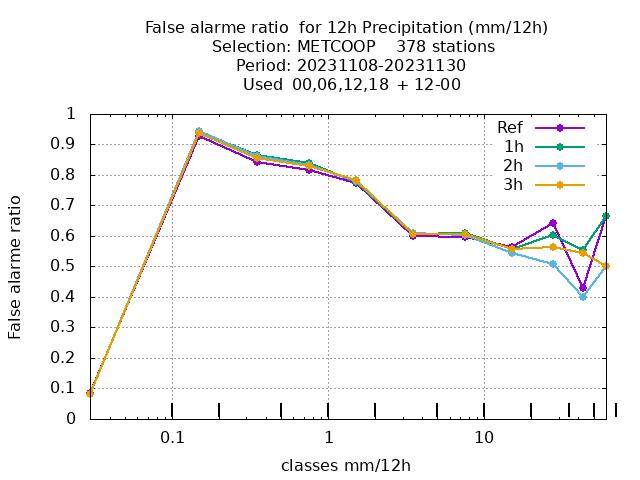 False alarme ratio  for 12h Precipitation (mm/12h)
Selection: METCOOP    378 stations
Period: 20231108-20231130
Used  00,06,12,18  + 12-00
Ref
1h
2h
3h
1
0.9
0.8
0.7
0.6
0.5
0.4
0.3
0.2
0.1
0
False alarme ratio
0.1
1
10
classes mm/12h